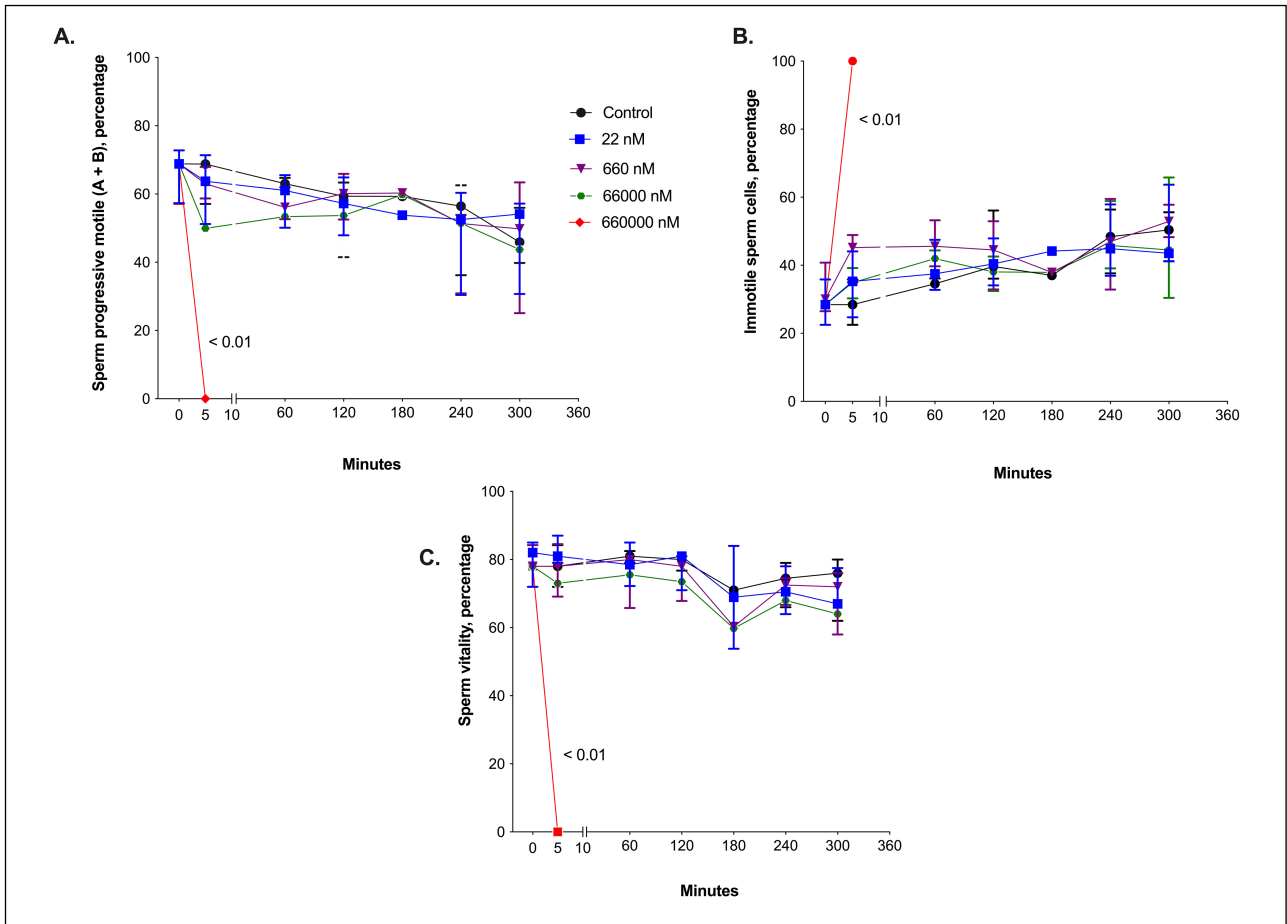 A.
Sperm progressive motile (A + B), percentage
100
80
60
40
20
0
< 0.01
0 5 10 60 120 180 240 300 360
Minutes
Control
22 nM
660 nM
66000 nM
660000 nM
B.
Immotile sperm cells, percentage
100
80
60
40
20
0
< 0.01
0 5 10 60 120 180 240 300 360
Minutes
C.
Sperm vitality, percentage
100
80
60
40
20
0
< 0.01
0 5 10 60 120 180 240 300 360
Minutes